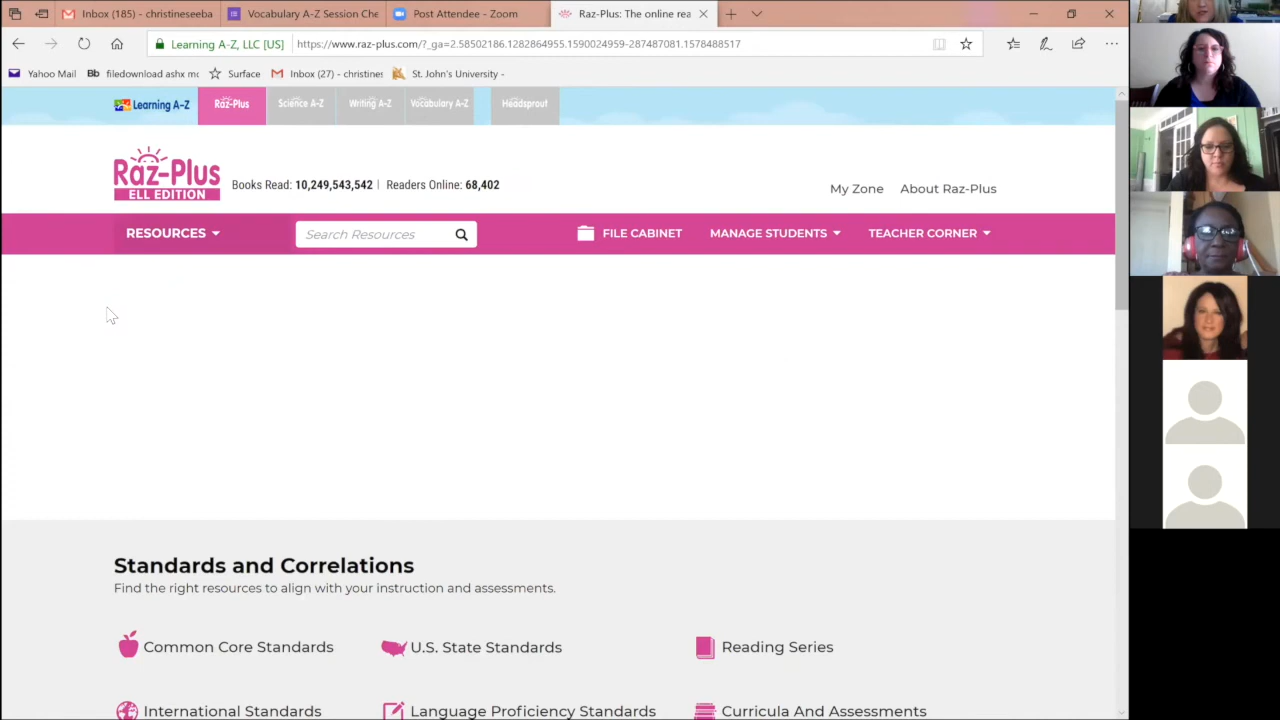 Inbox (185) - christineseeba
Vocabulary A-Z Session Che
Post Attendee - Zoom
Raz-Plus: The online rea
Learning A-Z, LLC [US]
https://www.raz-plus.com/?_ga=2.58502186.1282864955.1590024959-287487081.1578488517
Yahoo Mail
Bb filedownload ashx mo
Surface
Inbox (27) - christines
St. John's University -
Learning A-Z
Raz-Plus
Science A-Z
Writing A-Z
Vocabulary A-Z
Headsprout
Raz-Plus
ELL EDITION
Books Read: 10,249,543,542 | Readers Online: 68,402
My Zone
About Raz-Plus
RESOURCES
Search Resources
FILE CABINET
MANAGE STUDENTS
TEACHER CORNER
Standards and Correlations
Find the right resources to align with your instruction and assessments.
Common Core Standards
U.S. State Standards
Reading Series
International Standards
Language Proficiency Standards
Curricula And Assessments